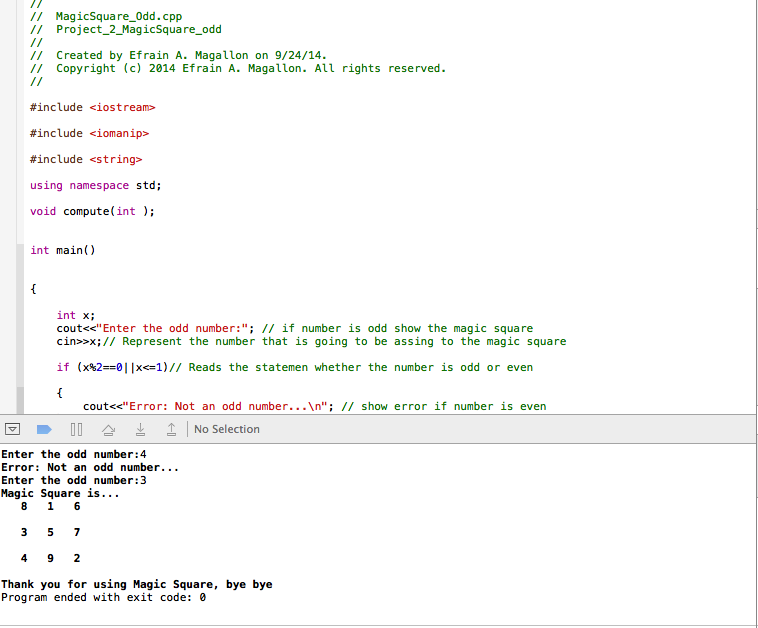 //
//  MagicSquare_Odd.cpp
//  Project_2_MagicSquare_odd
//
//  Created by Efrain A. Magallon on 9/24/14.
//  Copyright (c) 2014 Efrain A. Magallon. All rights reserved.
//
#include <iostream>
#include <iomanip>
#include <string>
using namespace std;
void compute(int );
int main()
{
int x;
cout<<"Enter the odd number:"; // if number is odd show the magic square
cin>>x;// Represent the number that is going to be assing to the magic square
if (x%2==0||x<=1)// Reads the statemen whether the number is odd or even
{
cout<<"Error: Not an odd number...\n"; // show error if number is even
No Selection
Enter the odd number:4
Error: Not an odd number...
Enter the odd number:3
Magic Square is...
8 1 6
3 5 7
4 9 2
Thank you for using Magic Square, bye bye
Program ended with exit code: 0